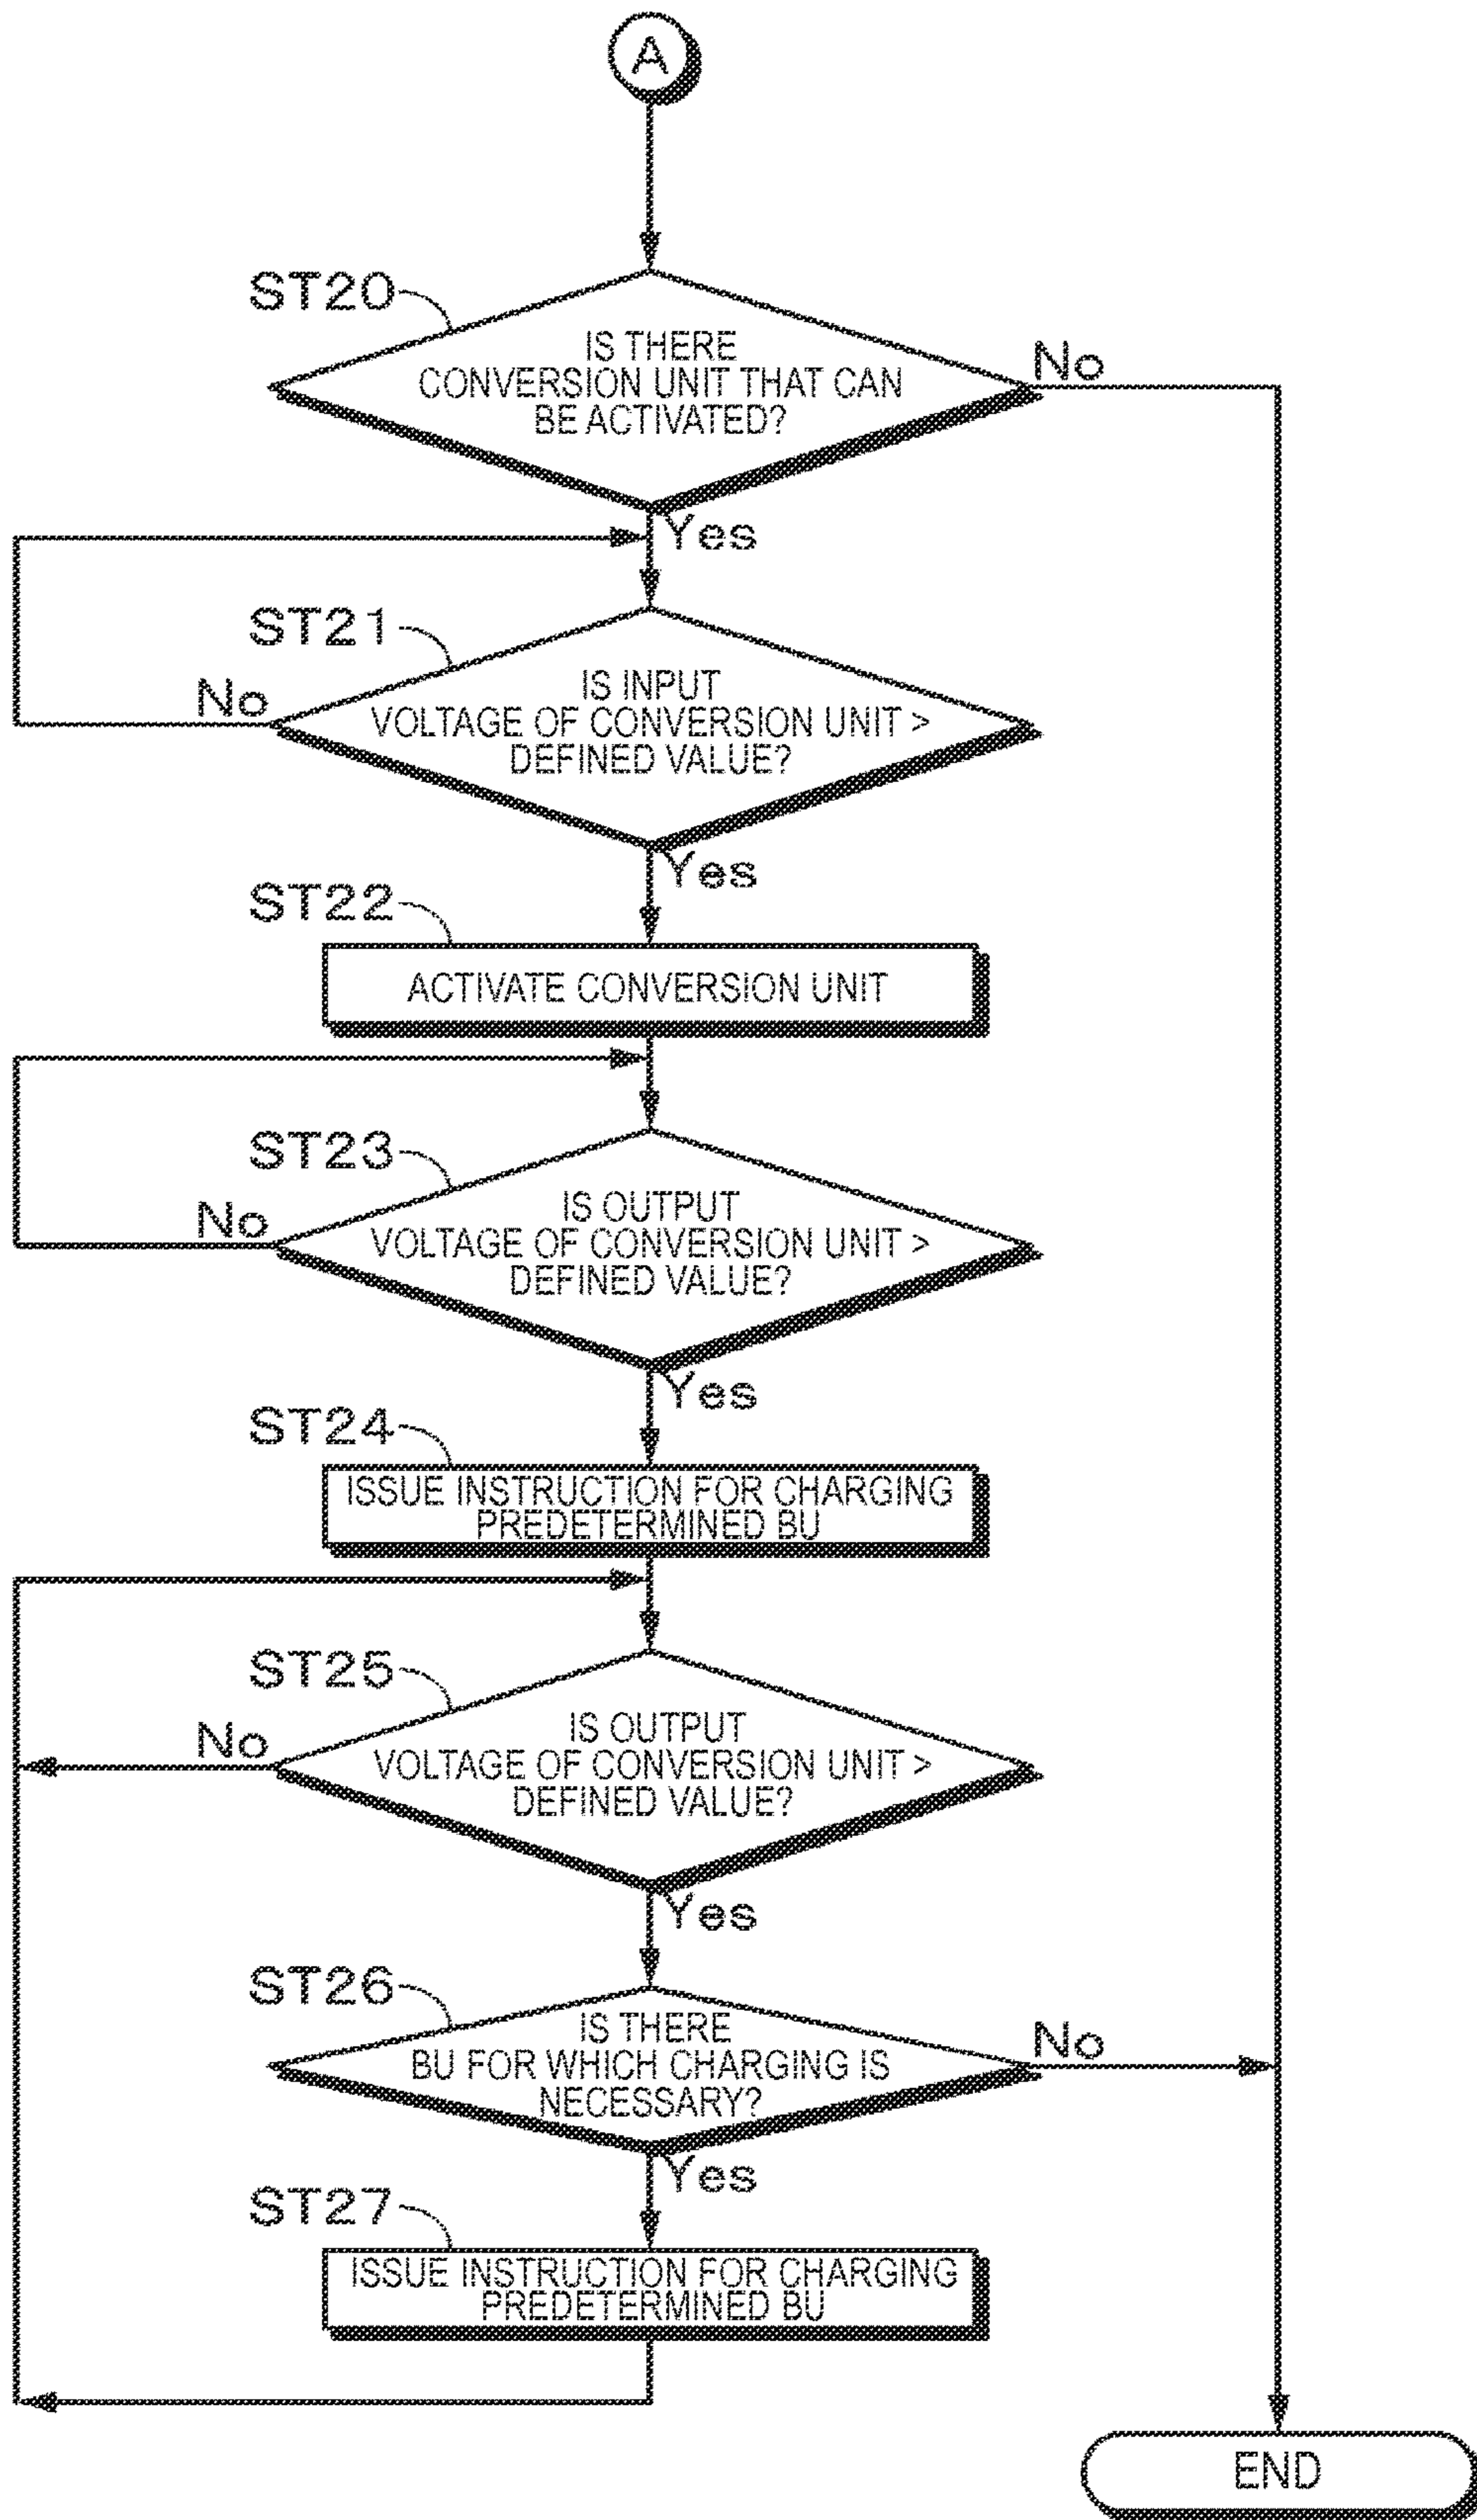 A
ST20
IS THERE
CONVERSION UNIT THAT CAN
BE ACTIVATED?
No
Yes
ST21
IS INPUT
VOLTAGE OF CONVERSION UNIT >
DEFINED VALUE?
No
Yes
ST22
ACTIVATE CONVERSION UNIT
ST23
IS OUTPUT
VOLTAGE OF CONVERSION UNIT >
DEFINED VALUE?
No
Yes
ST24
ISSUE INSTRUCTION FOR CHARGING
PREDETERMINED BU
ST25
IS OUTPUT
VOLTAGE OF CONVERSION UNIT >
DEFINED VALUE?
No
Yes
ST26
IS THERE
BU FOR WHICH CHARGING IS
NECESSARY?
No
Yes
ST27
ISSUE INSTRUCTION FOR CHARGING
PREDETERMINED BU
END